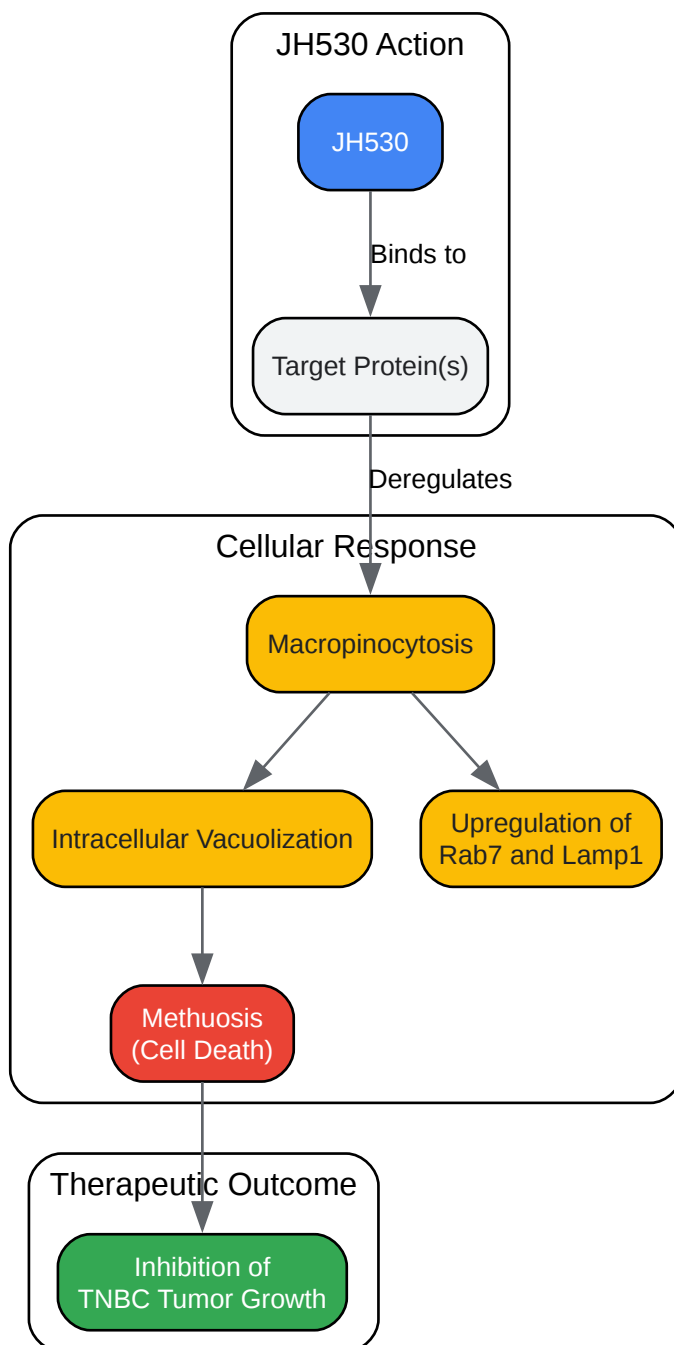 JH530 Action
JH530
Binds to
Target Protein(s)
Deregulates
Cellular Response
Macropinocytosis
Intracellular Vacuolization
Upregulation of
Rab7 and Lamp1
Methuosis
(Cell Death)
Therapeutic Outcome
Inhibition of
TNBC Tumor Growth